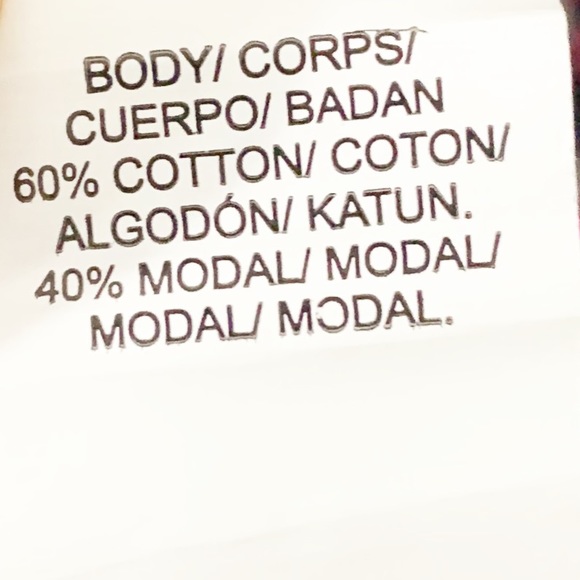 BODY/ CORPS/
CUERPO/ BADAN
60% COTTON/ COTON/
ALGODÓN/ KATUN.
40% MODAL/ MODAL/
MODAL/ MODAL.